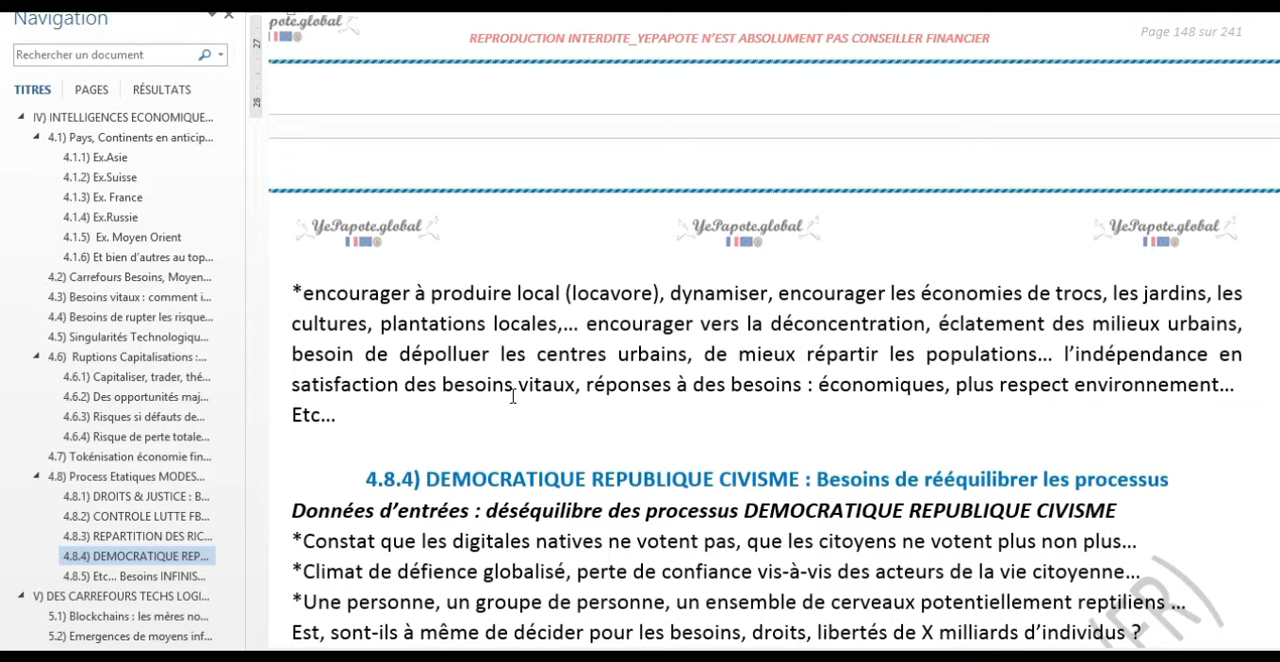 Navigation
Rechercher un document
TITRES PAGES RÉSULTATS
IV) INTELLIGENCES ECONOMIQUE...
4.1) Pays, Continents en anticip...
4.1.1) Ex.Asie
4.1.2) Ex.Suisse
4.1.3) Ex. France
4.1.4) Ex.Russie
4.1.5) Ex. Moyen Orient
4.1.6) Et bien d'autres au top...
4.2) Carrefours Besoins, Moyen...
4.3) Besoins vitaux : comment i...
4.4) Besoins de rupter les risque...
4.5) Singularités Technologiqu...
4.6) Ruptions Capitalisations :...
4.6.1) Capitaliser, trader, thé...
4.6.2) Des opportunités maj...
4.6.3) Risques si défauts de...
4.6.4) Risque de perte totale...
4.7) Tokénisation économie fin...
4.8) Process Etatiques MODES...
4.8.1) DROITS & JUSTICE : B...
4.8.2) CONTROLE LUTTE FB...
4.8.3) REPARTITION DES RIC...
4.8.4) DEMOCRATIQUE REP...
4.8.5) Etc... Besoins INFINIS...
V) DES CARREFOURS TECHS LOGI...
5.1) Blockchains : les mères no...
5.2) Emergences de moyens inf...
27
28
pote.global
REPRODUCTION INTERDITE_YEPAPOTE N'EST ABSOLUMENT PAS CONSEILLER FINANCIER
Page 148 sur 241
YePapote.global YePapote.global YePapote.global
*encourager à produire local (locavore), dynamiser, encourager les économies de trocs, les jardins, les
cultures, plantations locales,... encourager vers la déconcentration, éclatement des milieux urbains,
besoin de dépolluer les centres urbains, de mieux répartir les populations... l'indépendance en
satisfaction des besoins vitaux, réponses à des besoins : économiques, plus respect environnement...
Etc...
4.8.4) DEMOCRATIQUE REPUBLIQUE CIVISME : Besoins de rééquilibrer les processus
Données d'entrées : déséquilibre des processus DEMOCRATIQUE REPUBLIQUE CIVISME
*Constat que les digitales natives ne votent pas, que les citoyens ne votent plus non plus...
*Climat de défience globalisé, perte de confiance vis-à-vis des acteurs de la vie citoyenne...
*Une personne, un groupe de personne, un ensemble de cerveaux potentiellement reptiliens ...
Est, sont-ils à même de décider pour les besoins, droits, libertés de X milliards d'individus ?
(FR)